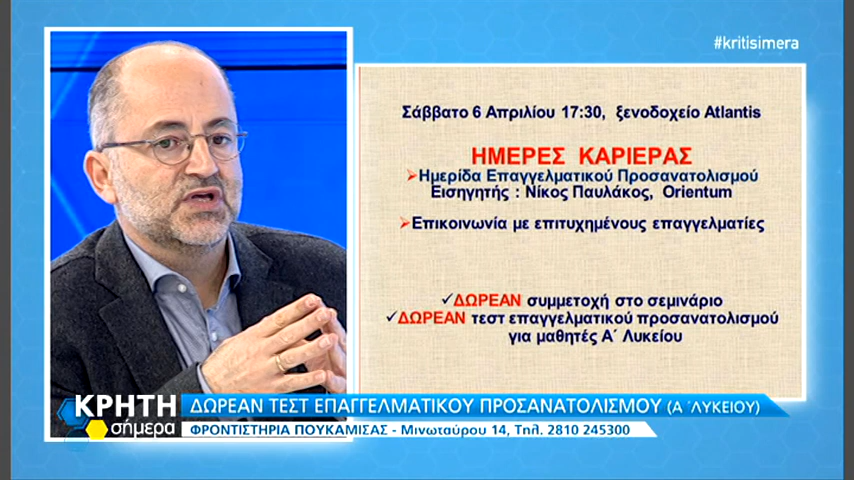 #kritisimera
Σάββατο 6 Απριλίου 17:30, ξενοδοχείο Atlantis
ΗΜΕΡΕΣ ΚΑΡΙΕΡΑΣ
Ημερίδα Επαγγελματικού Προσανατολισμού
Εισηγητής : Νίκος Παυλάκος, Orientum
Επικοινωνία με επιτυχημένους επαγγελματίες
ΔΩΡΕΑΝ συμμετοχή στο σεμινάριο
ΔΩΡΕΑΝ τεστ επαγγελματικού προσανατολισμού
για μαθητές Α΄ Λυκείου
ΚΡΗΤΗ
σήμερα
ΔΩΡΕΑΝ ΤΕΣΤ ΕΠΑΓΓΕΛΜΑΤΙΚΟΥ ΠΡΟΣΑΝΑΤΟΛΙΣΜΟΥ (Α ΄ΛΥΚΕΙΟΥ)
ΦΡΟΝΤΙΣΤΗΡΙΑ ΠΟΥΚΑΜΙΣΑΣ - Μινωταύρου 14, Τηλ. 2810 245300